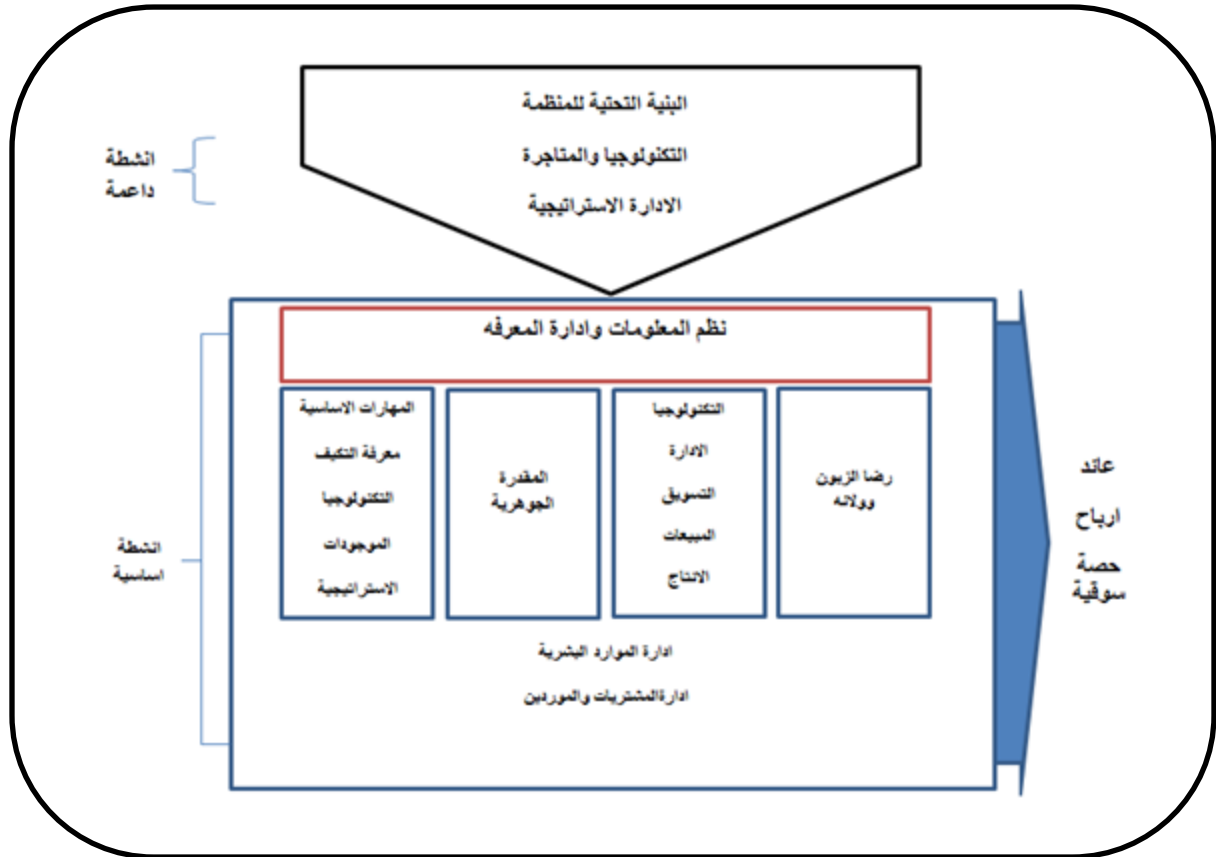 البنية التحتية للمنظمة
التكنولوجيا والمتاجرة
الادارة الاستراتيجية
انشطة
داعمة
نظم المعلومات وادارة المعرفه
المهارات الاساسية
معرفة التكيف
التكنولوجيا
الموجودات
الاستراتيجية
المقدرة
الجوهرية
التكنولوجيا
الادارة
التسويق
المبيعات
الانتاج
رضا الزبون
وولائه
انشطة
اساسية
ادارة الموارد البشرية
ادارةالمشتريات والموردين
عائد
ارباح
حصة
سوقية